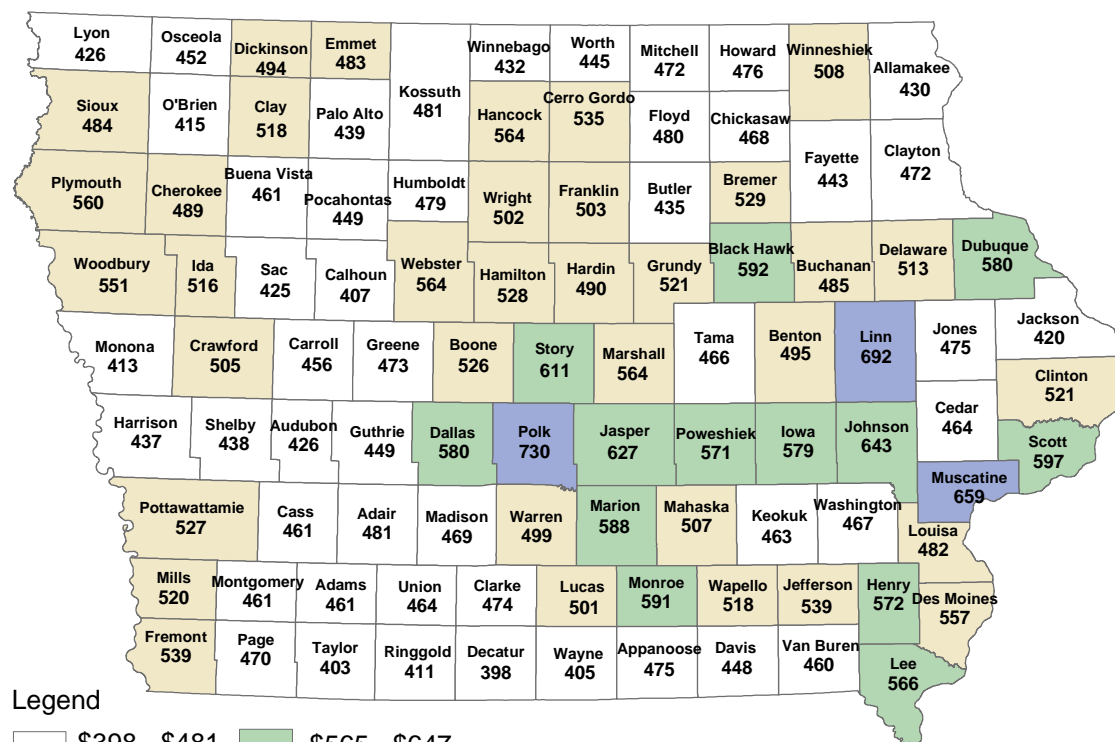 Lyon
426
Osceola
452
Dickinson
494
Emmet
483
Kossuth
481
Winnebago
432
Worth
445
Mitchell
472
Howard
476
Winneshiek
508
Allamakee
430
Sioux
484
O'Brien
415
Clay
518
Palo Alto
439
Hancock
564
Cerro Gordo
535
Floyd
480
Chickasaw
468
Fayette
443
Clayton
472
Plymouth
560
Cherokee
489
Buena Vista
461
Pocahontas
449
Humboldt
479
Wright
502
Franklin
503
Butler
435
Bremer
529
Woodbury
551
Ida
516
Sac
425
Calhoun
407
Webster
564
Hamilton
528
Hardin
490
Grundy
521
Black Hawk
592
Buchanan
485
Delaware
513
Dubuque
580
Monona
413
Crawford
505
Carroll
456
Greene
473
Boone
526
Story
611
Marshall
564
Tama
466
Benton
495
Linn
692
Jones
475
Jackson
420
Clinton
521
Harrison
437
Shelby
438
Audubon
426
Guthrie
449
Dallas
580
Polk
730
Jasper
627
Poweshiek
571
Iowa
579
Johnson
643
Cedar
464
Scott
597
Muscatine
659
Pottawattamie
527
Cass
461
Adair
481
Madison
469
Warren
499
Marion
588
Mahaska
507
Keokuk
463
Washington
467
Louisa
482
Mills
520
Montgomery
461
Adams
461
Union
464
Clarke
474
Lucas
501
Monroe
591
Wapello
518
Jefferson
539
Henry
572
Des Moines
557
Fremont
539
Page
470
Taylor
403
Ringgold
411
Decatur
398
Wayne
405
Appanoose
475
Davis
448
Van Buren
460
Lee
566
Legend
$398 - $481
$565 - $647